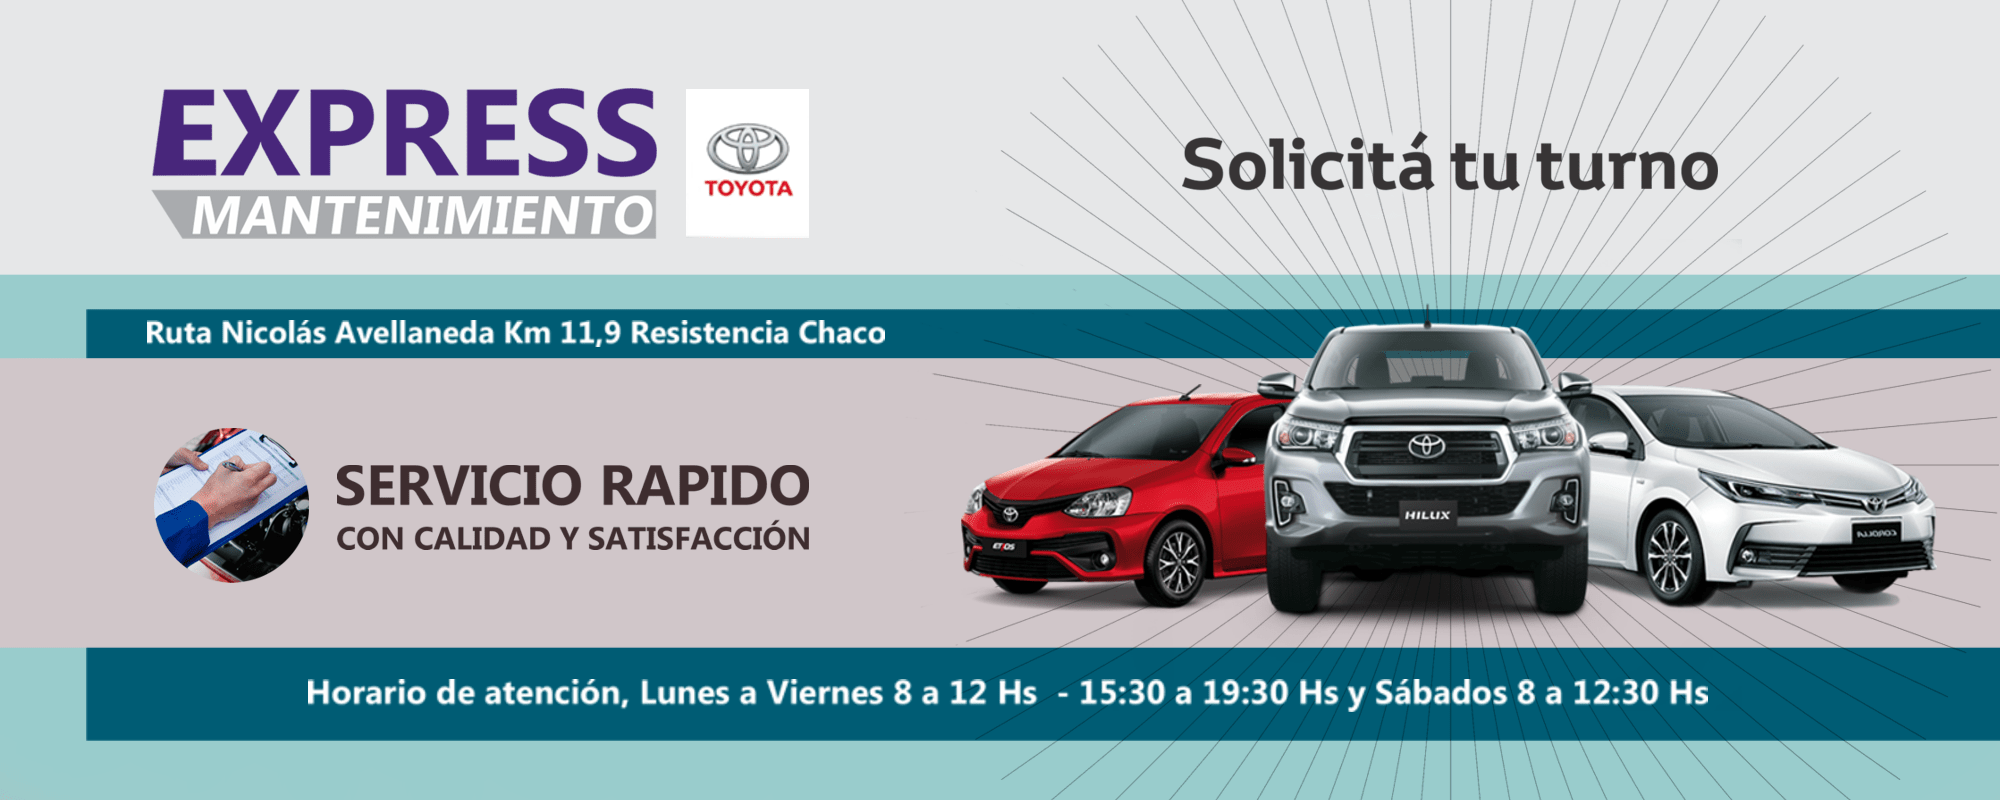 EXPRESS
MANTENIMIENTO
TOYOTA
Solicitá tu turno
Ruta Nicolás Avellaneda Km 11,9 Resistencia Chaco
SERVICIO RAPIDO
CON CALIDAD Y SATISFACCIÓN
ETIOS
HILUX
COROLLA
Horario de atención, Lunes a Viernes 8 a 12 Hs - 15:30 a 19:30 Hs y Sábados 8 a 12:30 Hs